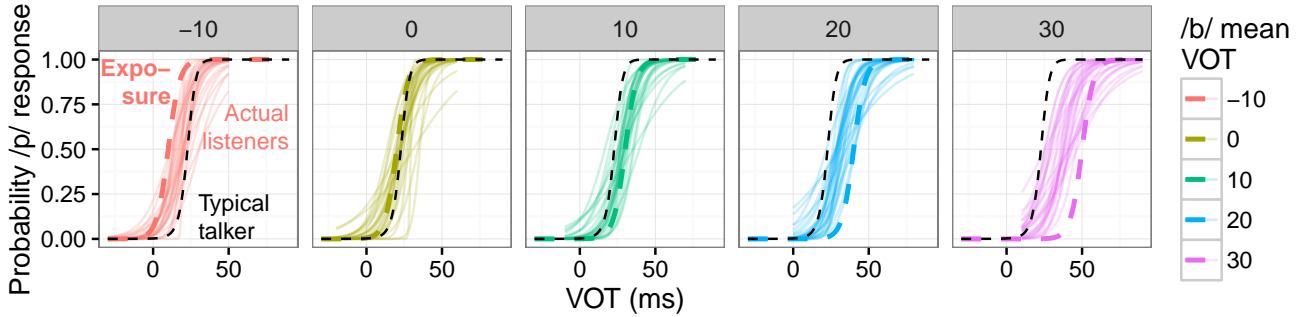 −10 0 10 20 30
Probability /p/ response
1.00
0.75
0.50
0.25
0.00
Expo−
sure
Actual
listeners
Typical
talker
0 50 0 50 0 50 0 50 0 50
VOT (ms)
/b/ mean
VOT
−10
0
10
20
30